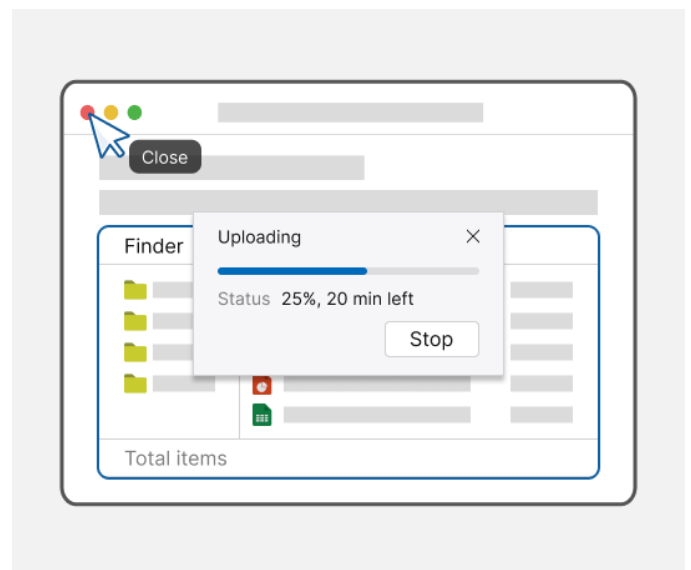 Close
Finder
Uploading
Status 25%, 20 min left
Stop
Total items